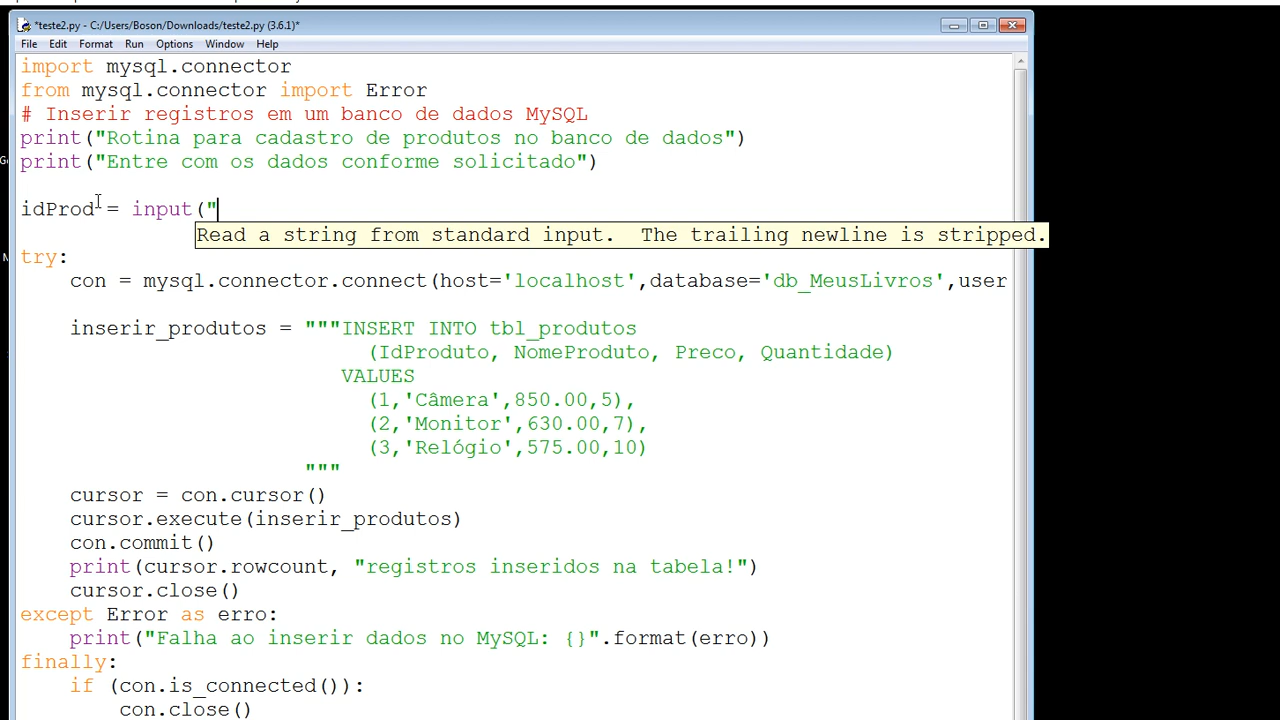 *teste2.py - C:/Users/Boson/Downloads/teste2.py (3.6.1)*
File Edit Format Run Options Window Help
import mysql.connector
from mysql.connector import Error
# Inserir registros em um banco de dados MySQL
print("Rotina para cadastro de produtos no banco de dados")
print("Entre com os dados conforme solicitado")
idProd = input("
Read a string from standard input.  The trailing newline is stripped.
try:
    con = mysql.connector.connect(host='localhost',database='db_MeusLivros',user
    inserir_produtos = """INSERT INTO tbl_produtos
                            (IdProduto, NomeProduto, Preco, Quantidade)
                          VALUES
                            (1,'Câmera',850.00,5),
                            (2,'Monitor',630.00,7),
                            (3,'Relógio',575.00,10)
                       """
    cursor = con.cursor()
    cursor.execute(inserir_produtos)
    con.commit()
    print(cursor.rowcount, "registros inseridos na tabela!")
    cursor.close()
except Error as erro:
    print("Falha ao inserir dados no MySQL: {}".format(erro))
finally:
    if (con.is_connected()):
        con.close()